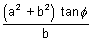 (a² + b²) tanϕ
b